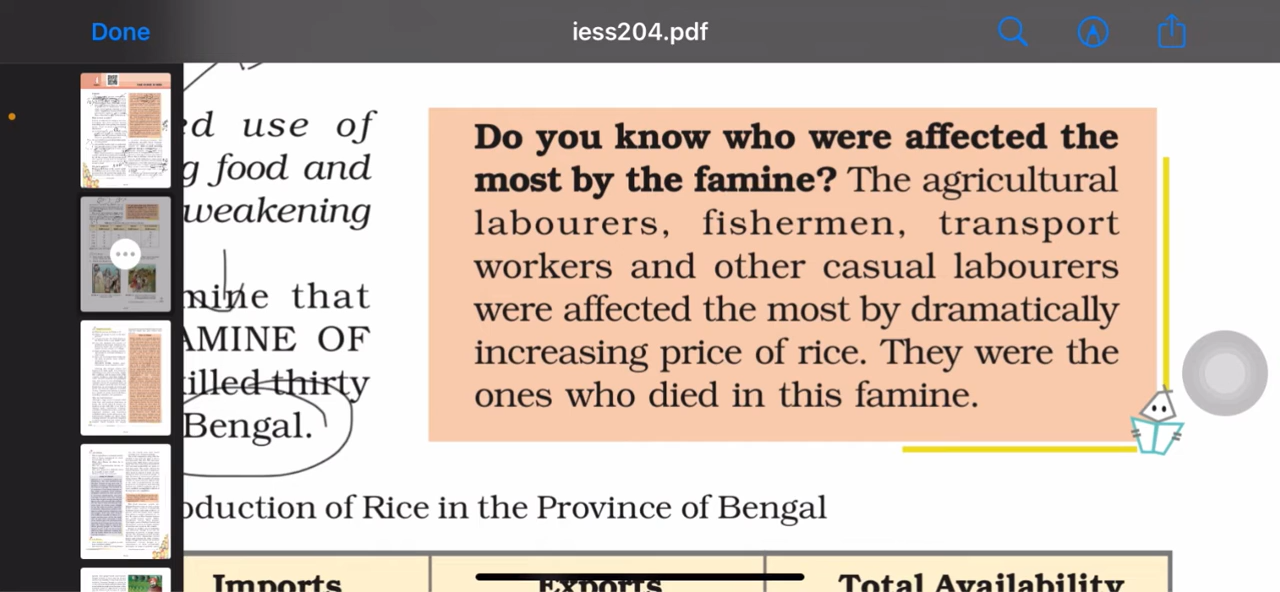 Done
iess204.pdf
ed use of
g food and
weakening
mine that
AMINE OF
killed thirty
Bengal.
Do you know who were affected the
most by the famine? The agricultural
labourers, fishermen, transport
workers and other casual labourers
were affected the most by dramatically
increasing price of rice. They were the
ones who died in this famine.
oduction of Rice in the Province of Bengal
Imports
Exports
Total Availability